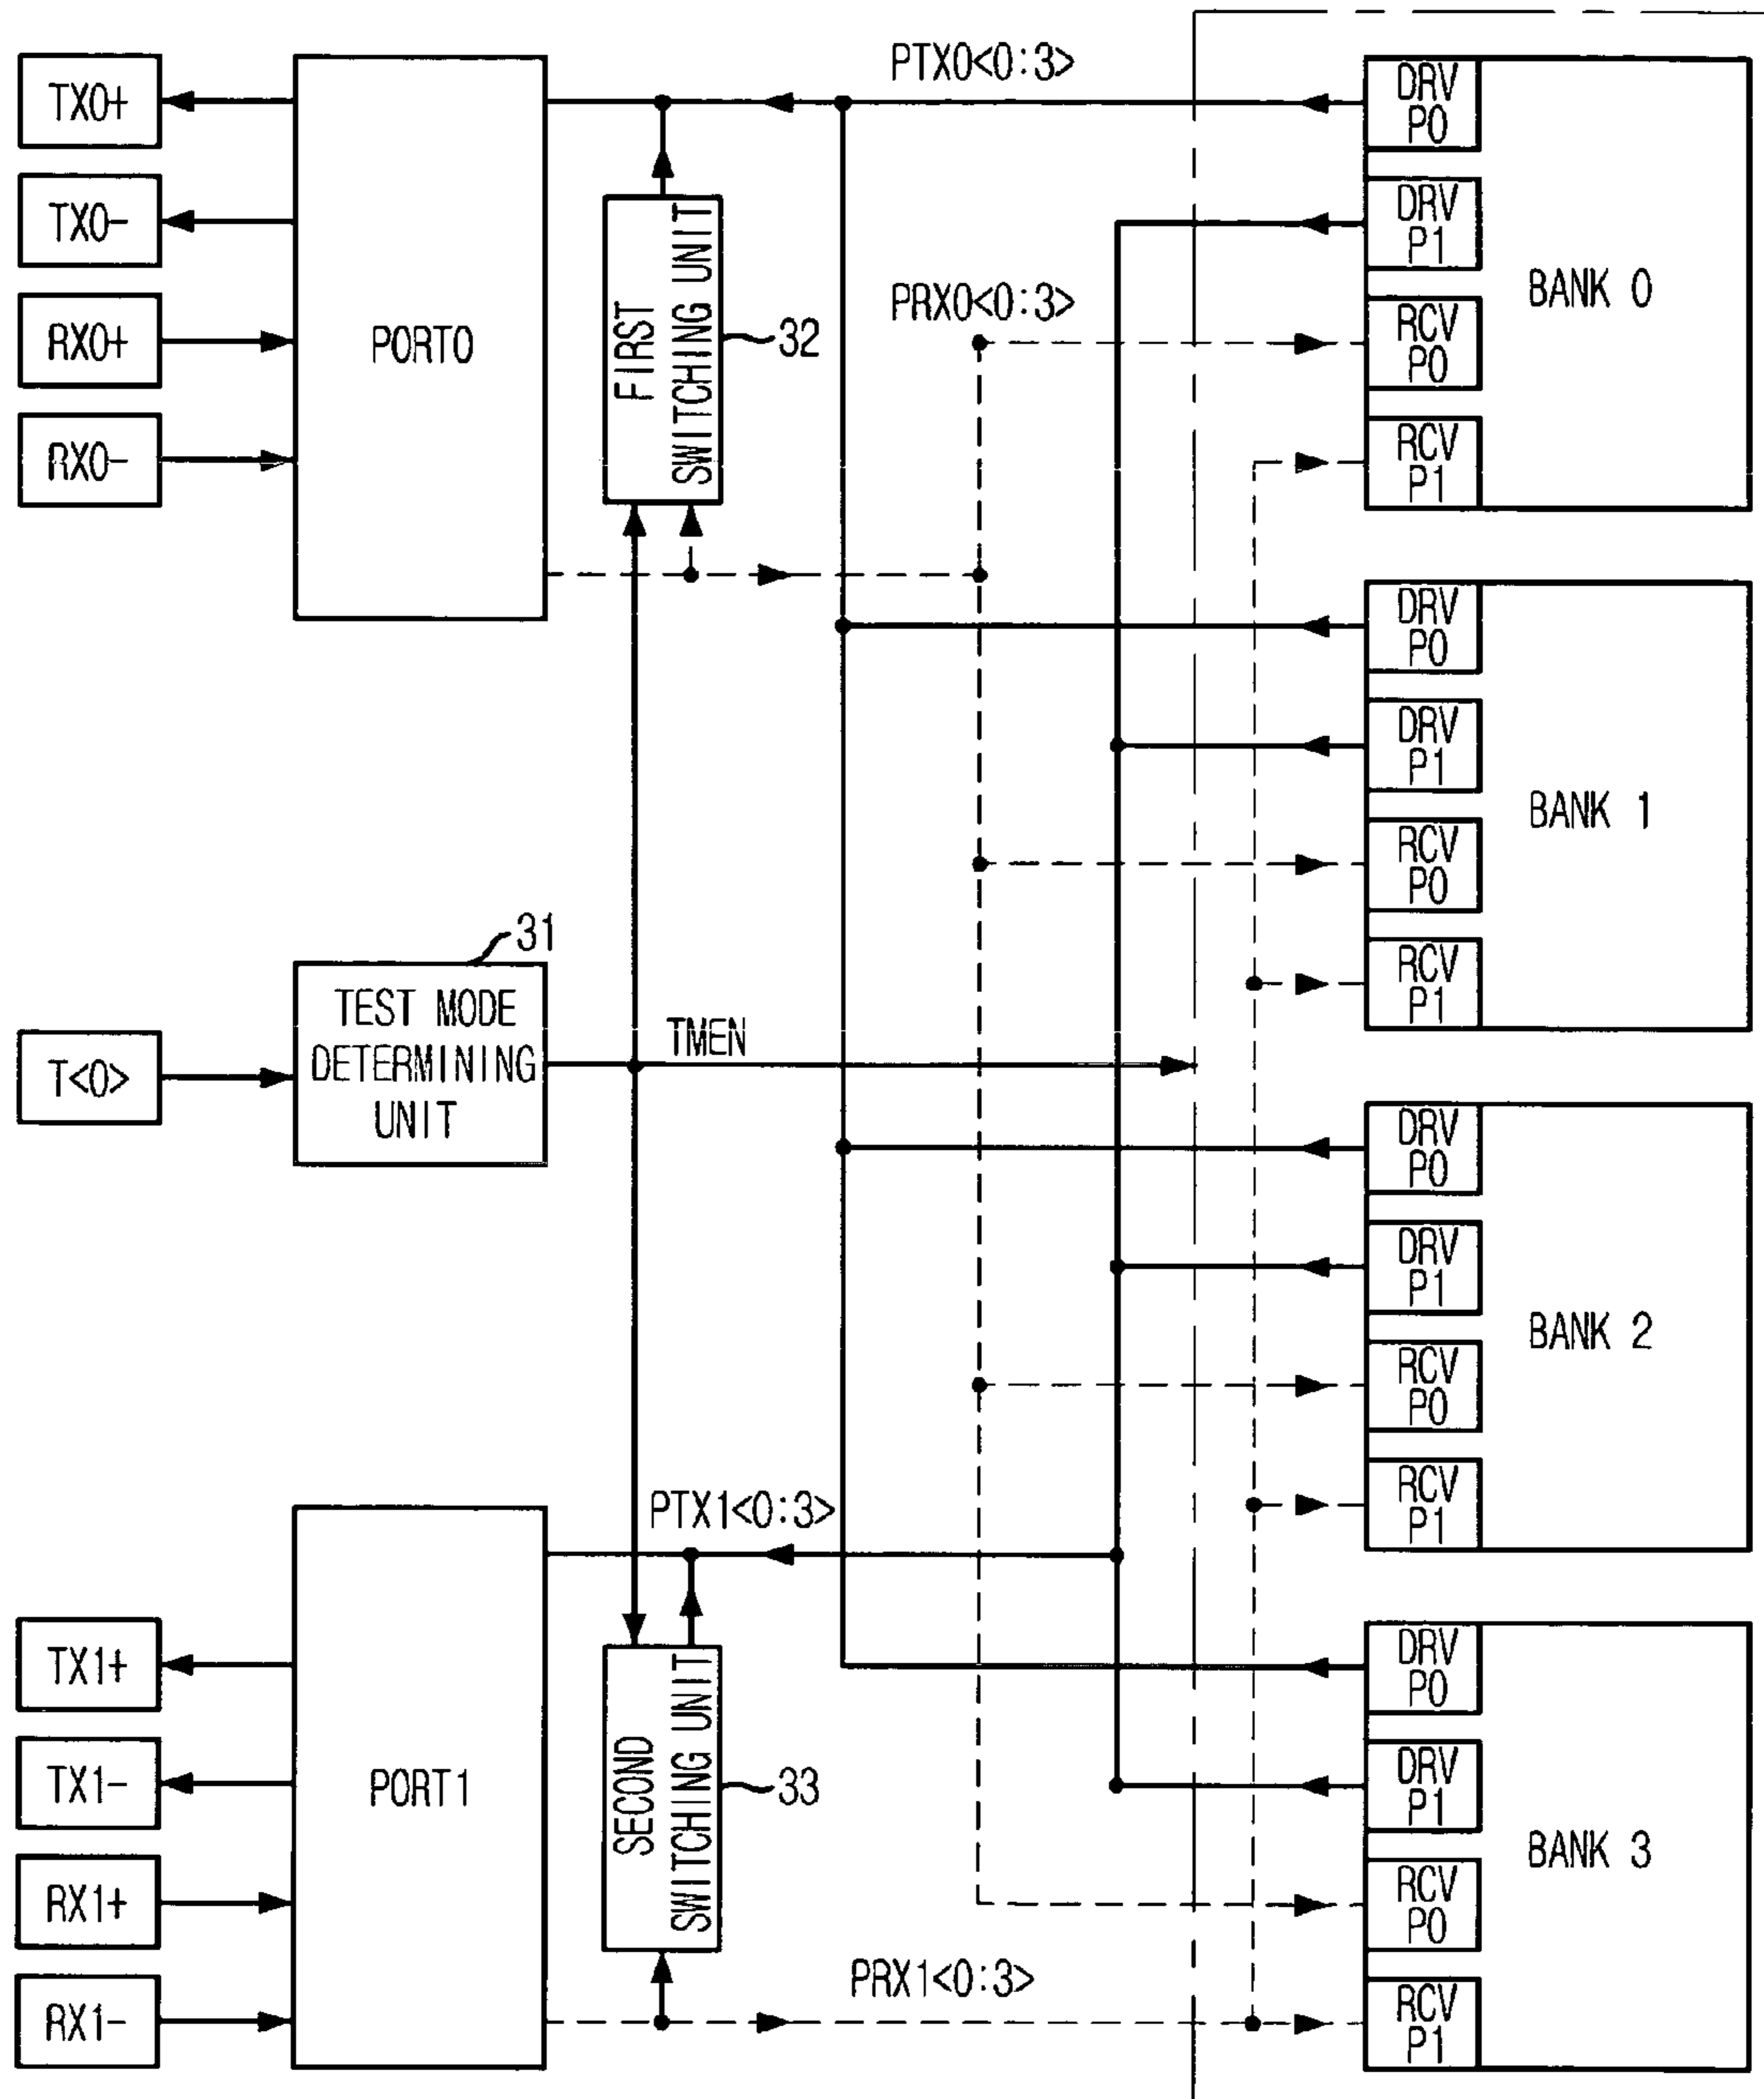 TX0+
TX0-
RX0+
RX0-
PORT0
FIRST
SWITCHING UNIT
32
PTX0<0:3>
PRX0<0:3>
DRV
P0
DRV
P1
RCV
P0
RCV
P1
BANK 0
DRV
P0
DRV
P1
RCV
P0
RCV
P1
BANK 1
31
T<0>
TEST MODE
DETERMINING
UNIT
TMEN
DRV
P0
DRV
P1
RCV
P0
RCV
P1
BANK 2
TX1+
TX1-
RX1+
RX1-
PORT1
PTX1<0:3>
SECOND
SWITCHING UNIT
33
PRX1<0:3>
DRV
P0
DRV
P1
RCV
P0
RCV
P1
BANK 3